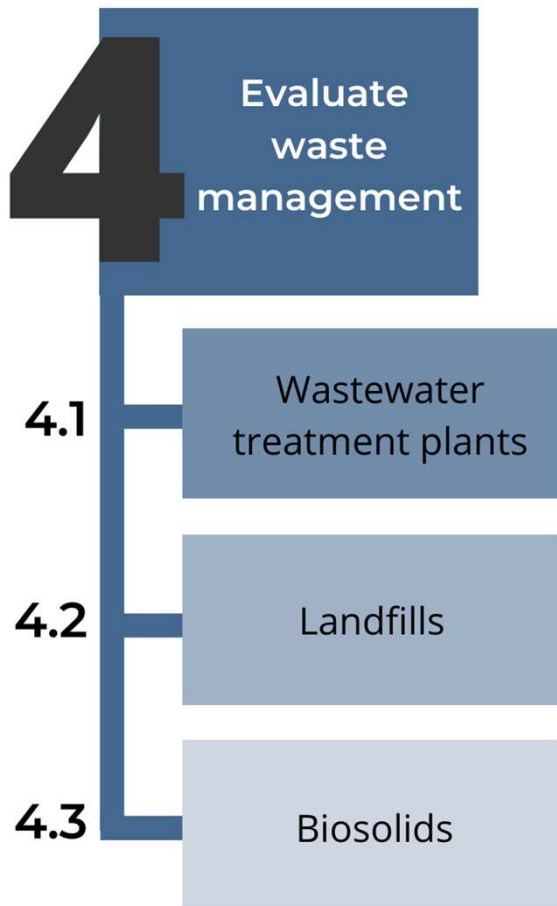 4
Evaluate
waste
management
4.1
Wastewater
treatment plants
4.2
Landfills
4.3
Biosolids